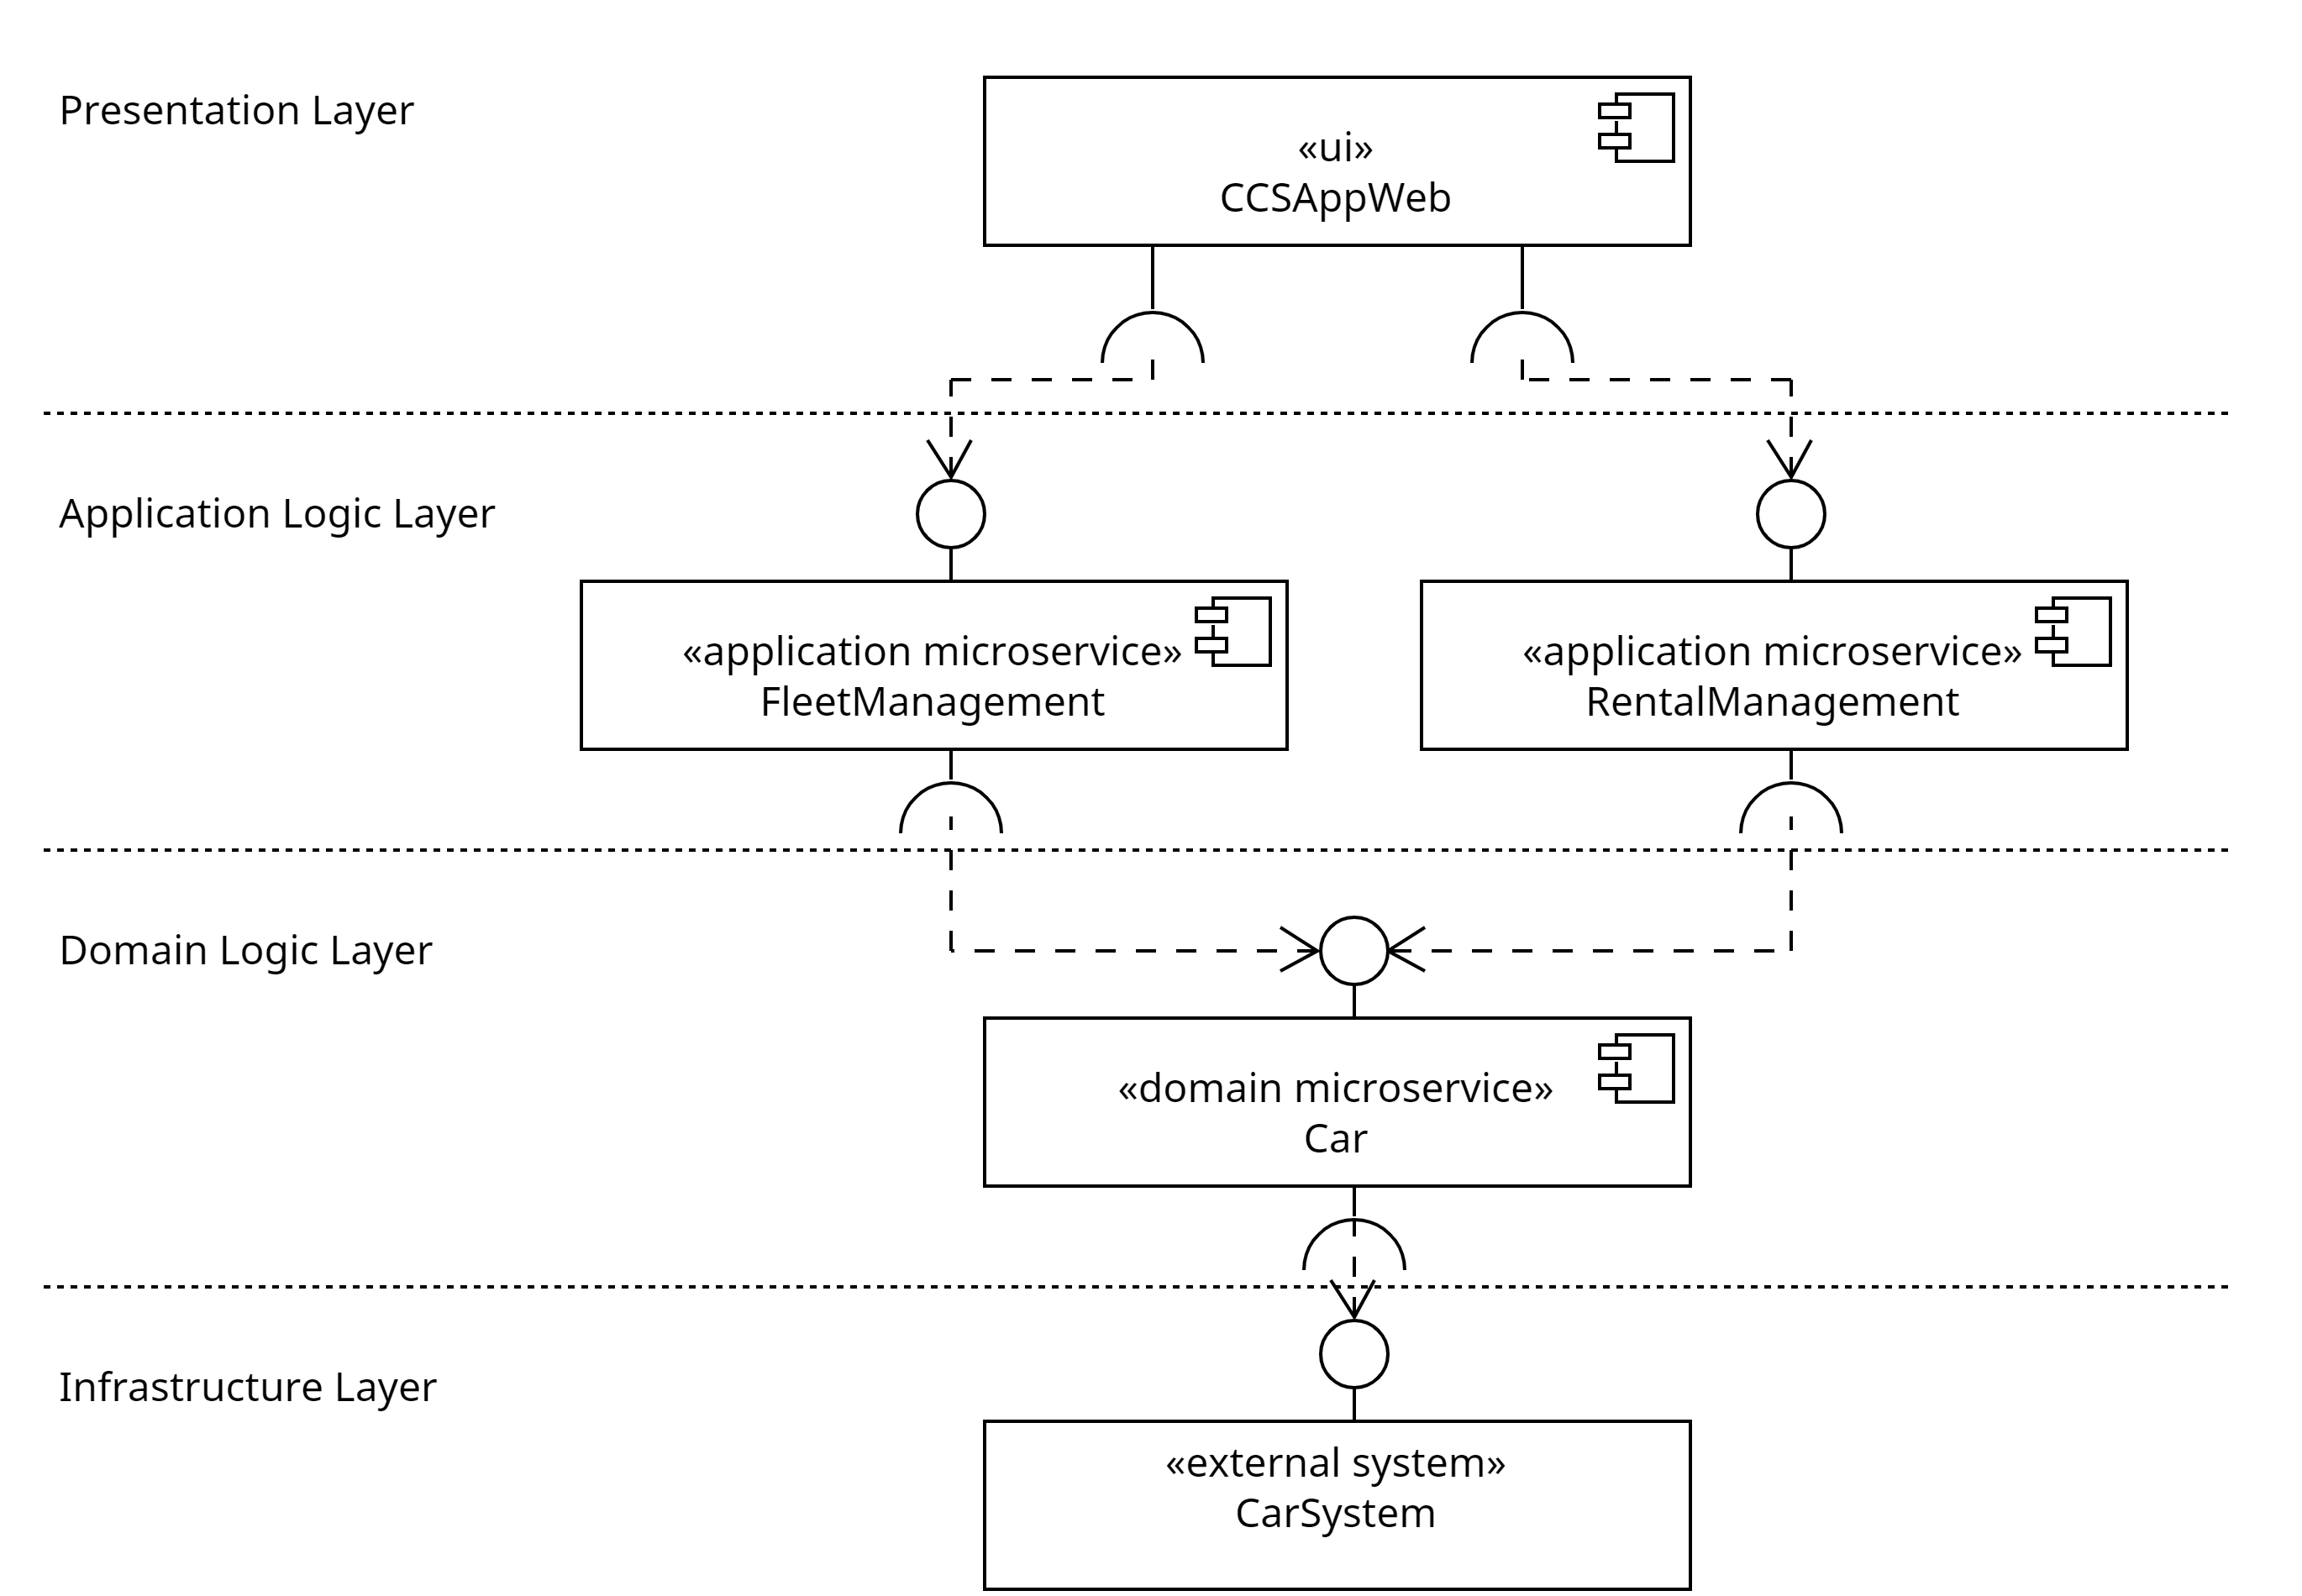 Presentation Layer
«ui»
CCSAppWeb
Application Logic Layer
«application microservice»
FleetManagement
«application microservice»
RentalManagement
Domain Logic Layer
«domain microservice»
Car
Infrastructure Layer
«external system»
CarSystem